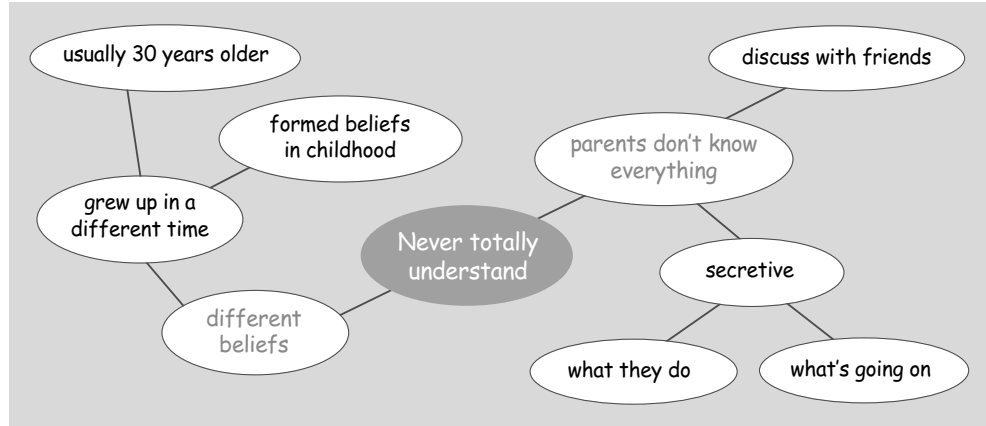 usually 30 years older
discuss with friends
formed beliefs
in childhood
parents don't know
everything
grew up in a
different time
Never totally
understand
secretive
different
beliefs
what they do
what's going on